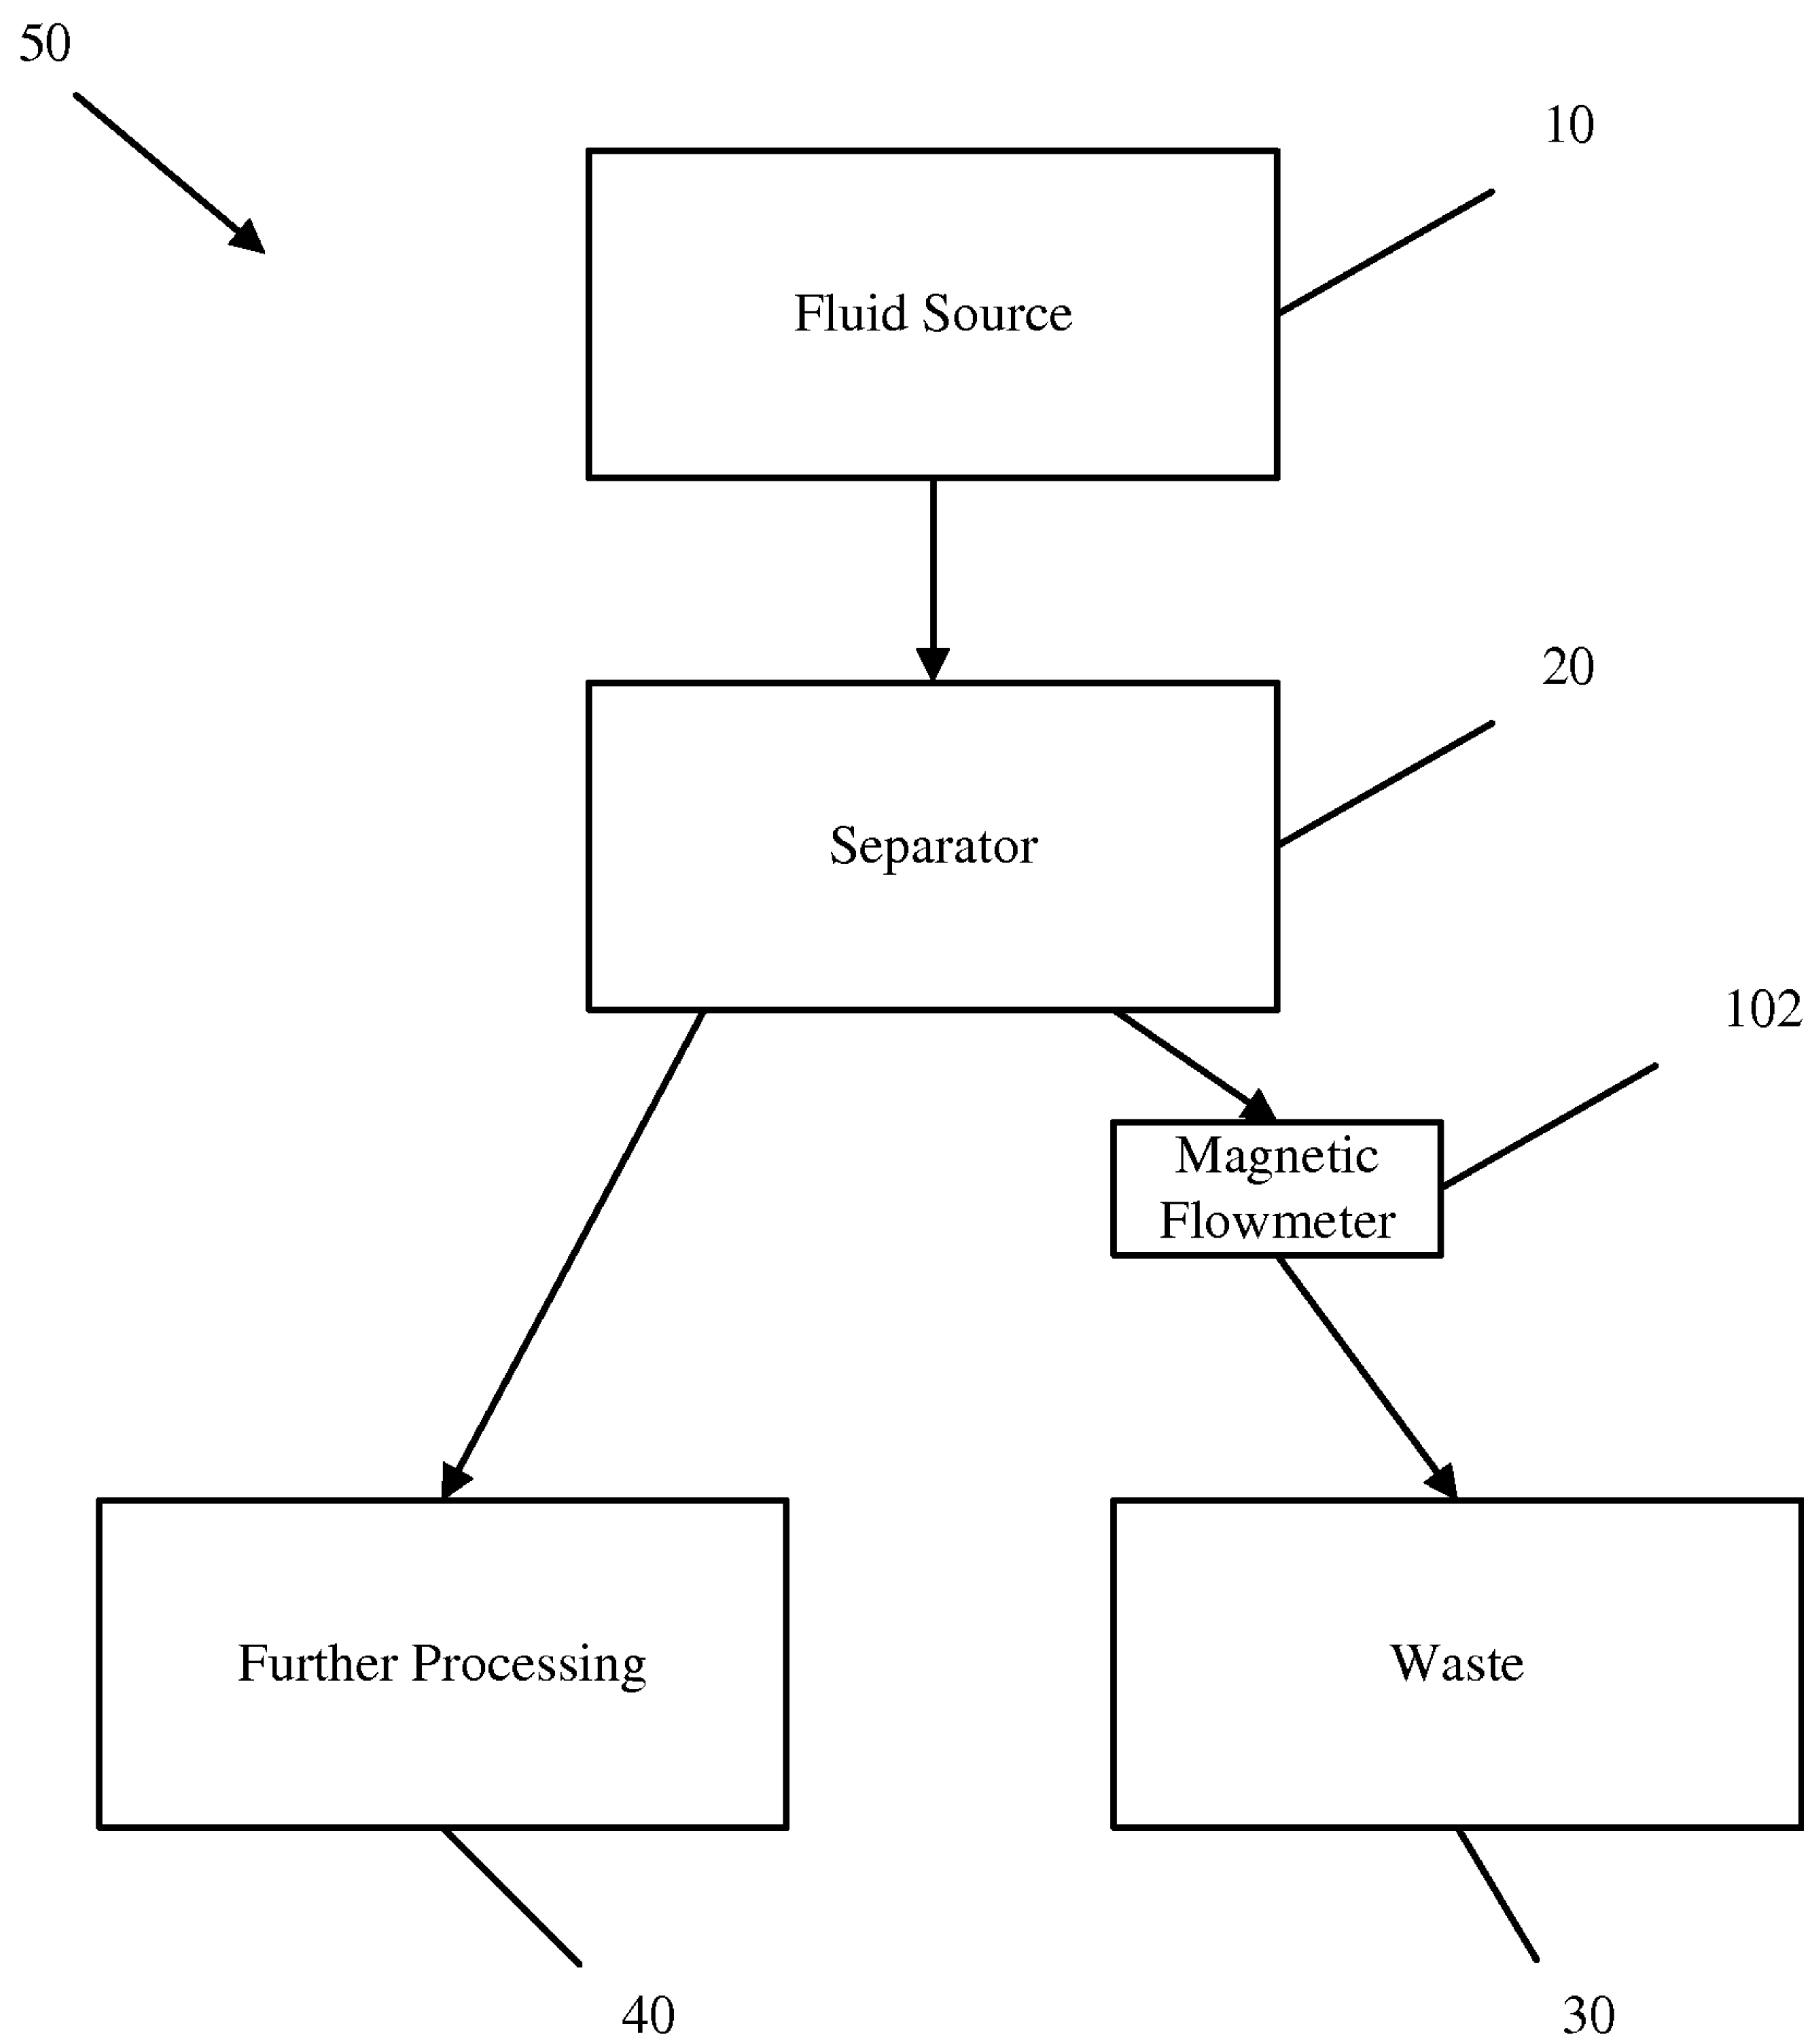 50
10
Fluid Source
20
Separator
102
Magnetic
Flowmeter
Further Processing
Waste
40
30